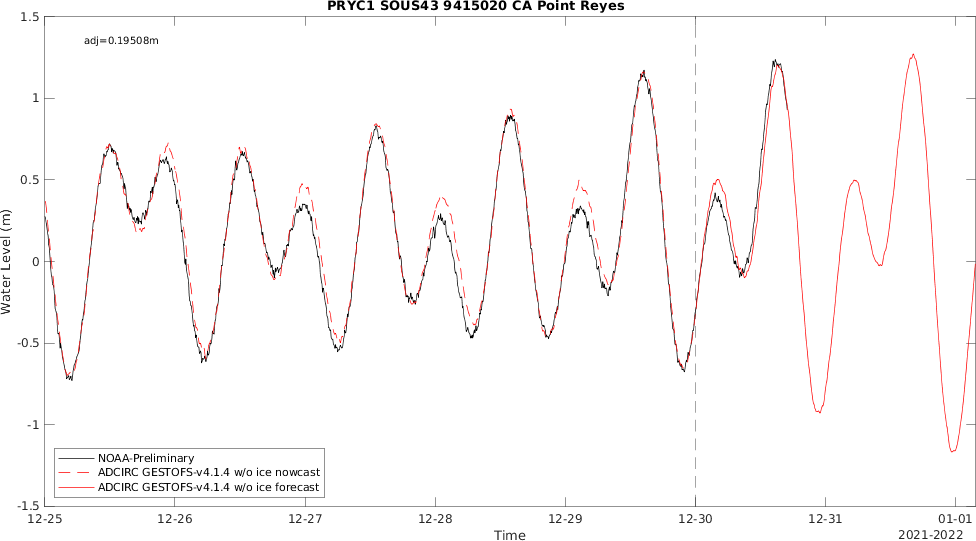 PRYC1 SOUS43 9415020 CA Point Reyes
adj=0.19508m
1.5
1
0.5
0
-0.5
-1
-1.5
Water Level (m)
NOAA-Preliminary
ADCIRC GESTOFS-v4.1.4 w/o ice nowcast
ADCIRC GESTOFS-v4.1.4 w/o ice forecast
12-25 12-26 12-27 12-28 12-29 12-30 12-31 01-01
Time
2021-2022